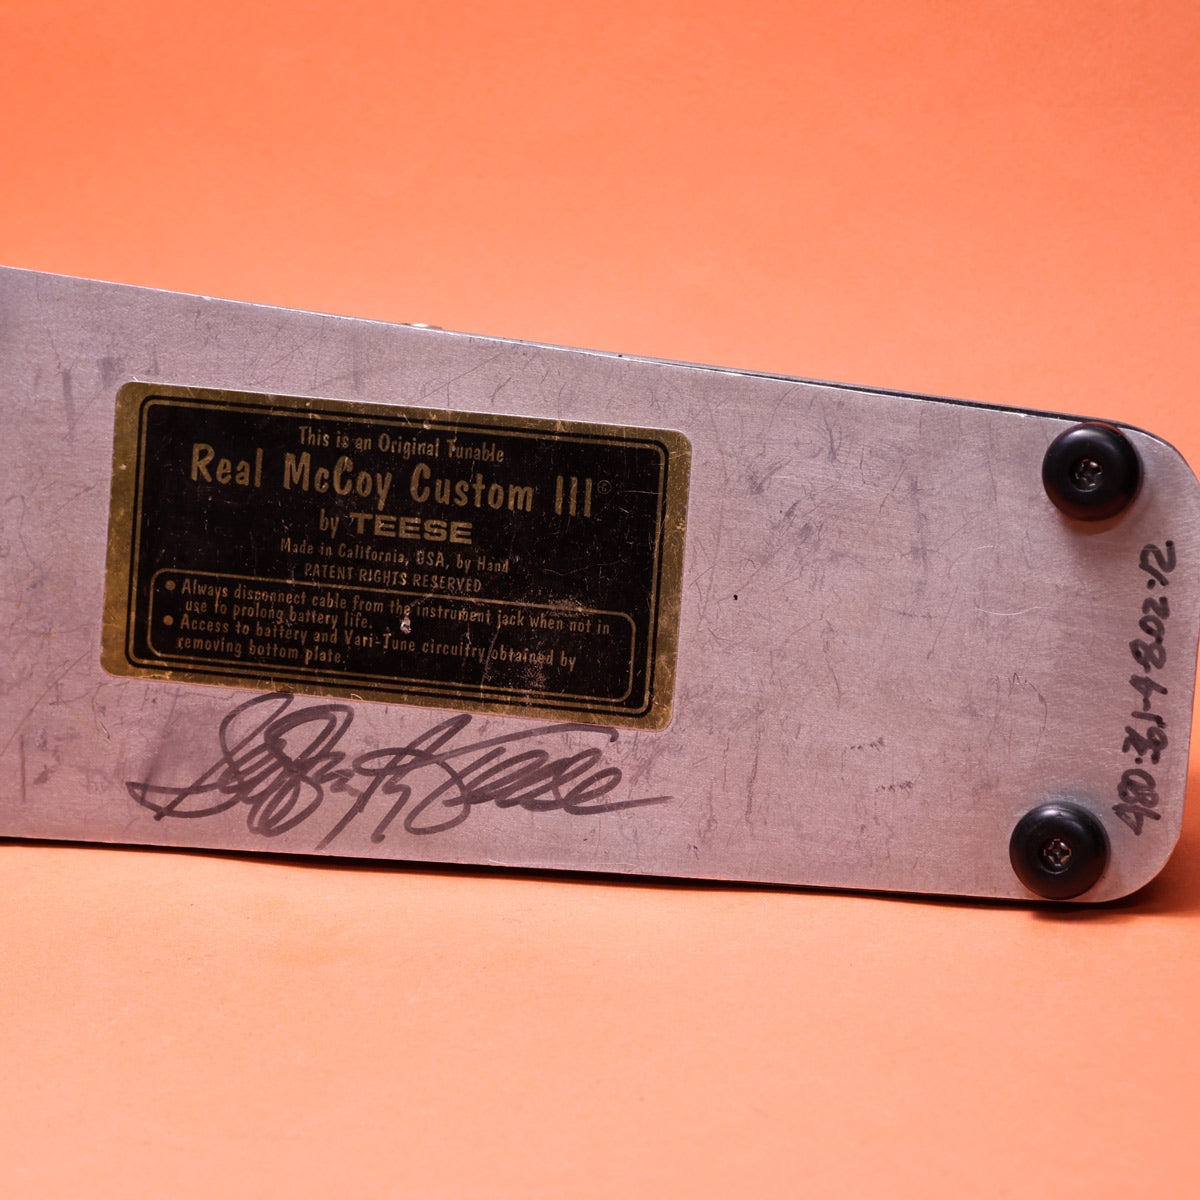 This is an Original Tunable
Real McCoy Custom III©
by TEESE
Made in California, USA, by Hand
PATENT RIGHTS RESERVED
• Always disconnect cable from the instrument jack when not in
use to prolong battery life.
• Access to battery and Vari-Tune circuitry obtained by
removing bottom plate.
Teese